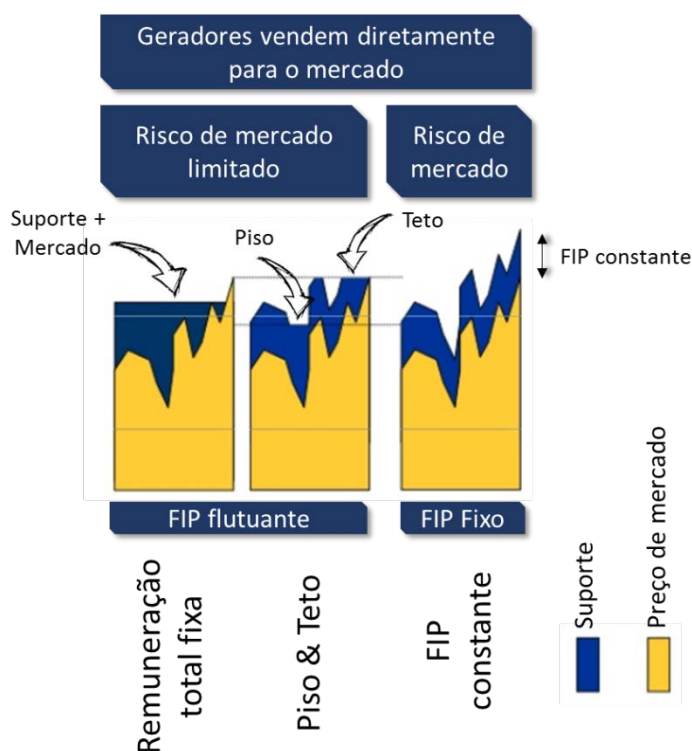 Geradores vendem diretamente
para o mercado
Risco de mercado
limitado
Risco de
mercado
Suporte +
Mercado
Piso
Teto
FIP constante
FIP flutuante
FIP Fixo
Remuneração
total fixa
Piso & Teto
FIP
constante
Suporte
Preço de mercado